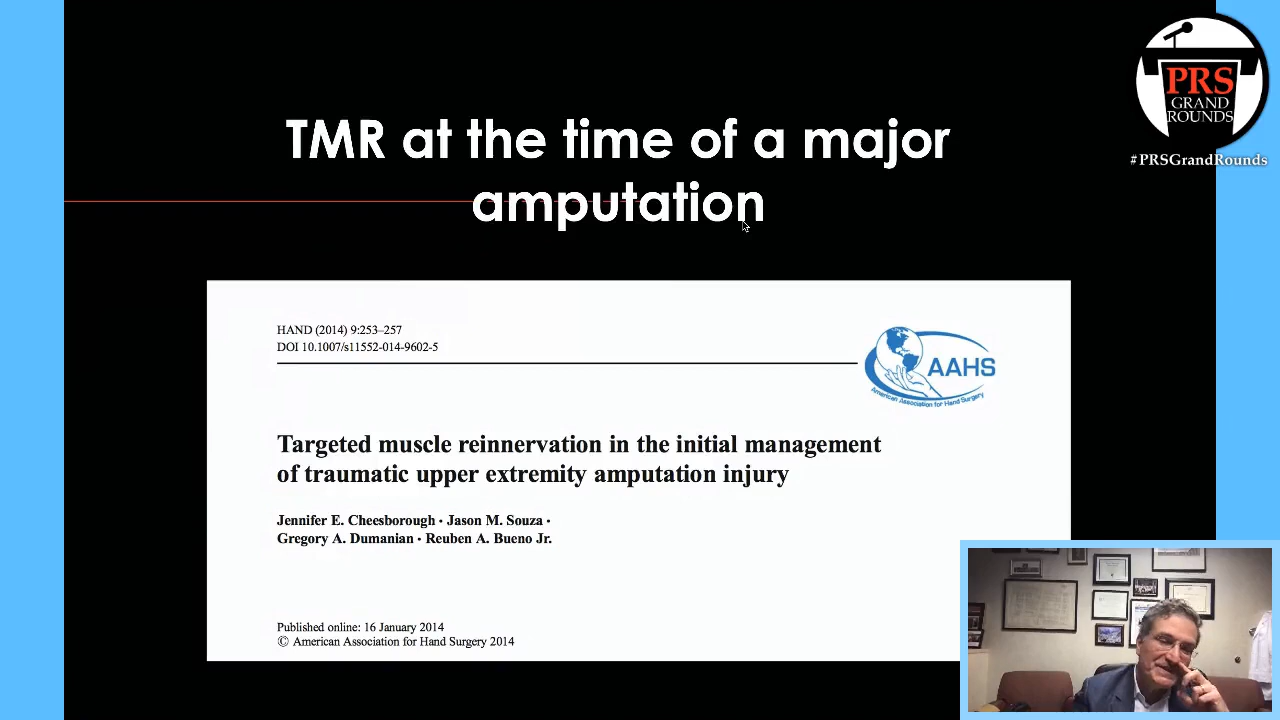 TMR at the time of a major
amputation
PRS
GRAND
ROUNDS
#PRSGrandRounds
HAND (2014) 9:253–257
DOI 10.1007/s11552-014-9602-5
AAHS
American Association for Hand Surgery
Targeted muscle reinnervation in the initial management
of traumatic upper extremity amputation injury
Jennifer E. Cheesborough · Jason M. Souza ·
Gregory A. Dumanian · Reuben A. Bueno Jr.
Published online: 16 January 2014
© American Association for Hand Surgery 2014